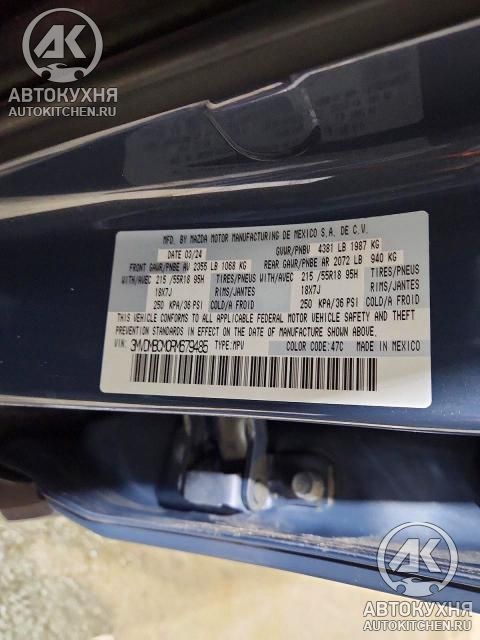 АК
АВТОКУХНЯ
AUTOKITCHEN.RU
MFD. BY MAZDA MOTOR MANUFACTURING DE MEXICO S.A. DE C.V.
DATE 03/24 GVWR/PNBV 4381 LB 1987 KG
FRONT GAWR/PNBE AV 2355 LB 1068 KG REAR GAWR/PNBE AR 2072 LB 940 KG
WITH/AVEC 215/55R18 95H TIRES/PNEUS WITH/AVEC 215/55R18 95H TIRES/PNEUS
18X7J RIMS/JANTES 18X7J RIMS/JANTES
250 KPA/36 PSI COLD/A FROID 250 KPA/36 PSI COLD/A FROID
THIS VEHICLE CONFORMS TO ALL APPLICABLE FEDERAL MOTOR VEHICLE SAFETY AND THEFT
PREVENTION STANDARDS IN EFFECT ON THE DATE OF MANUFACTURE SHOWN ABOVE.
VIN: 3MVDMBCM0RM679485 TYPE: MPV COLOR CODE: 47C MADE IN MEXICO
АК
АВТОКУХНЯ
AUTOKITCHEN.RU